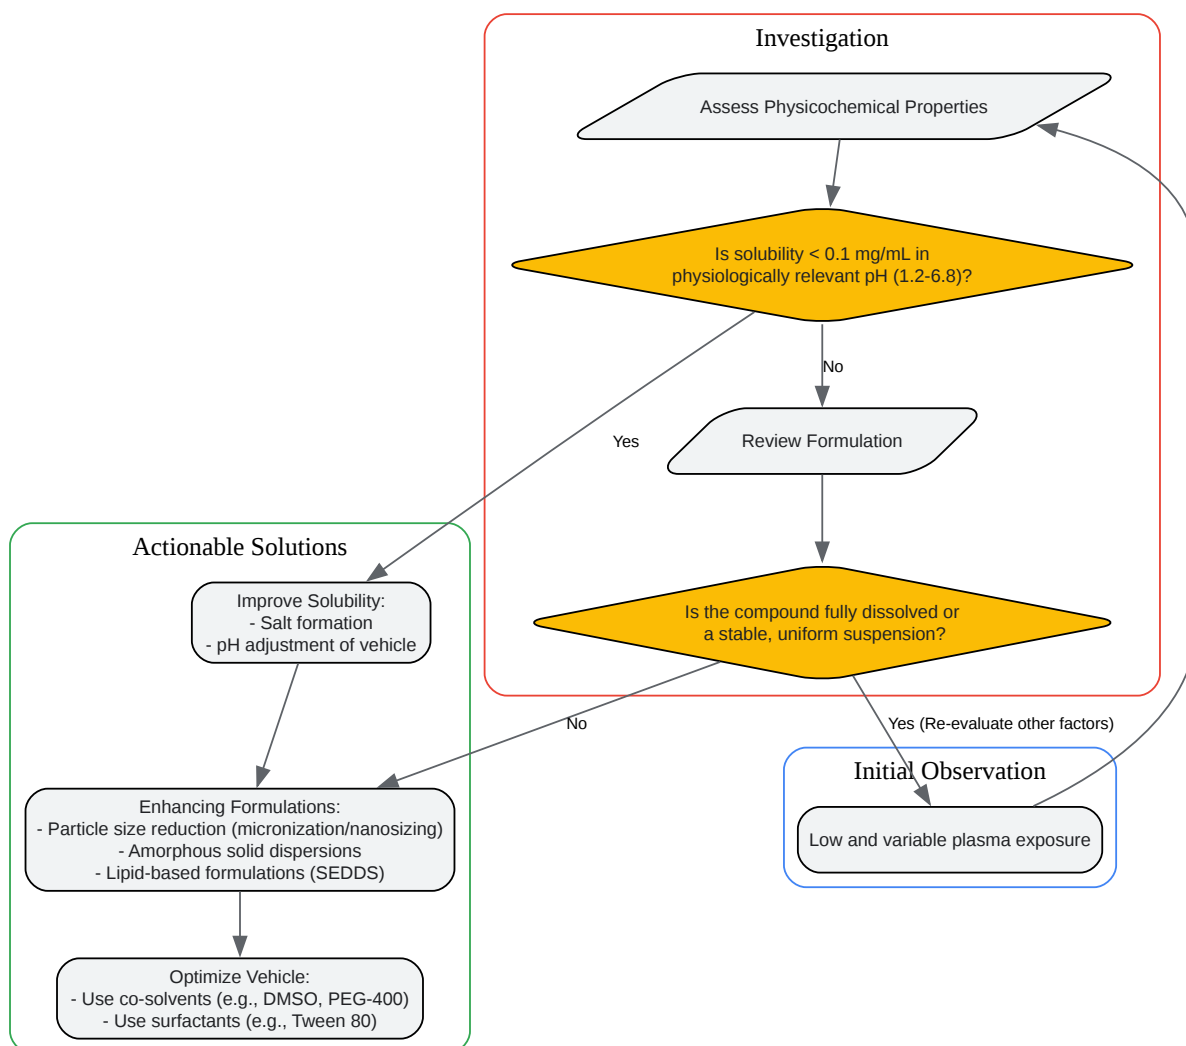 Investigation
Assess Physicochemical Properties
Is solubility < 0.1 mg/mL in
physiologically relevant pH (1.2-6.8)?
No
Yes
Review Formulation
Actionable Solutions
Improve Solubility:
- Salt formation
- pH adjustment of vehicle
Is the compound fully dissolved or
a stable, uniform suspension?
No
Yes (Re-evaluate other factors)
Initial Observation
Low and variable plasma exposure
Enhancing Formulations:
- Particle size reduction (micronization/nanosizing)
- Amorphous solid dispersions
- Lipid-based formulations (SEDDS)
Optimize Vehicle:
- Use co-solvents (e.g., DMSO, PEG-400)
- Use surfactants (e.g., Tween 80)